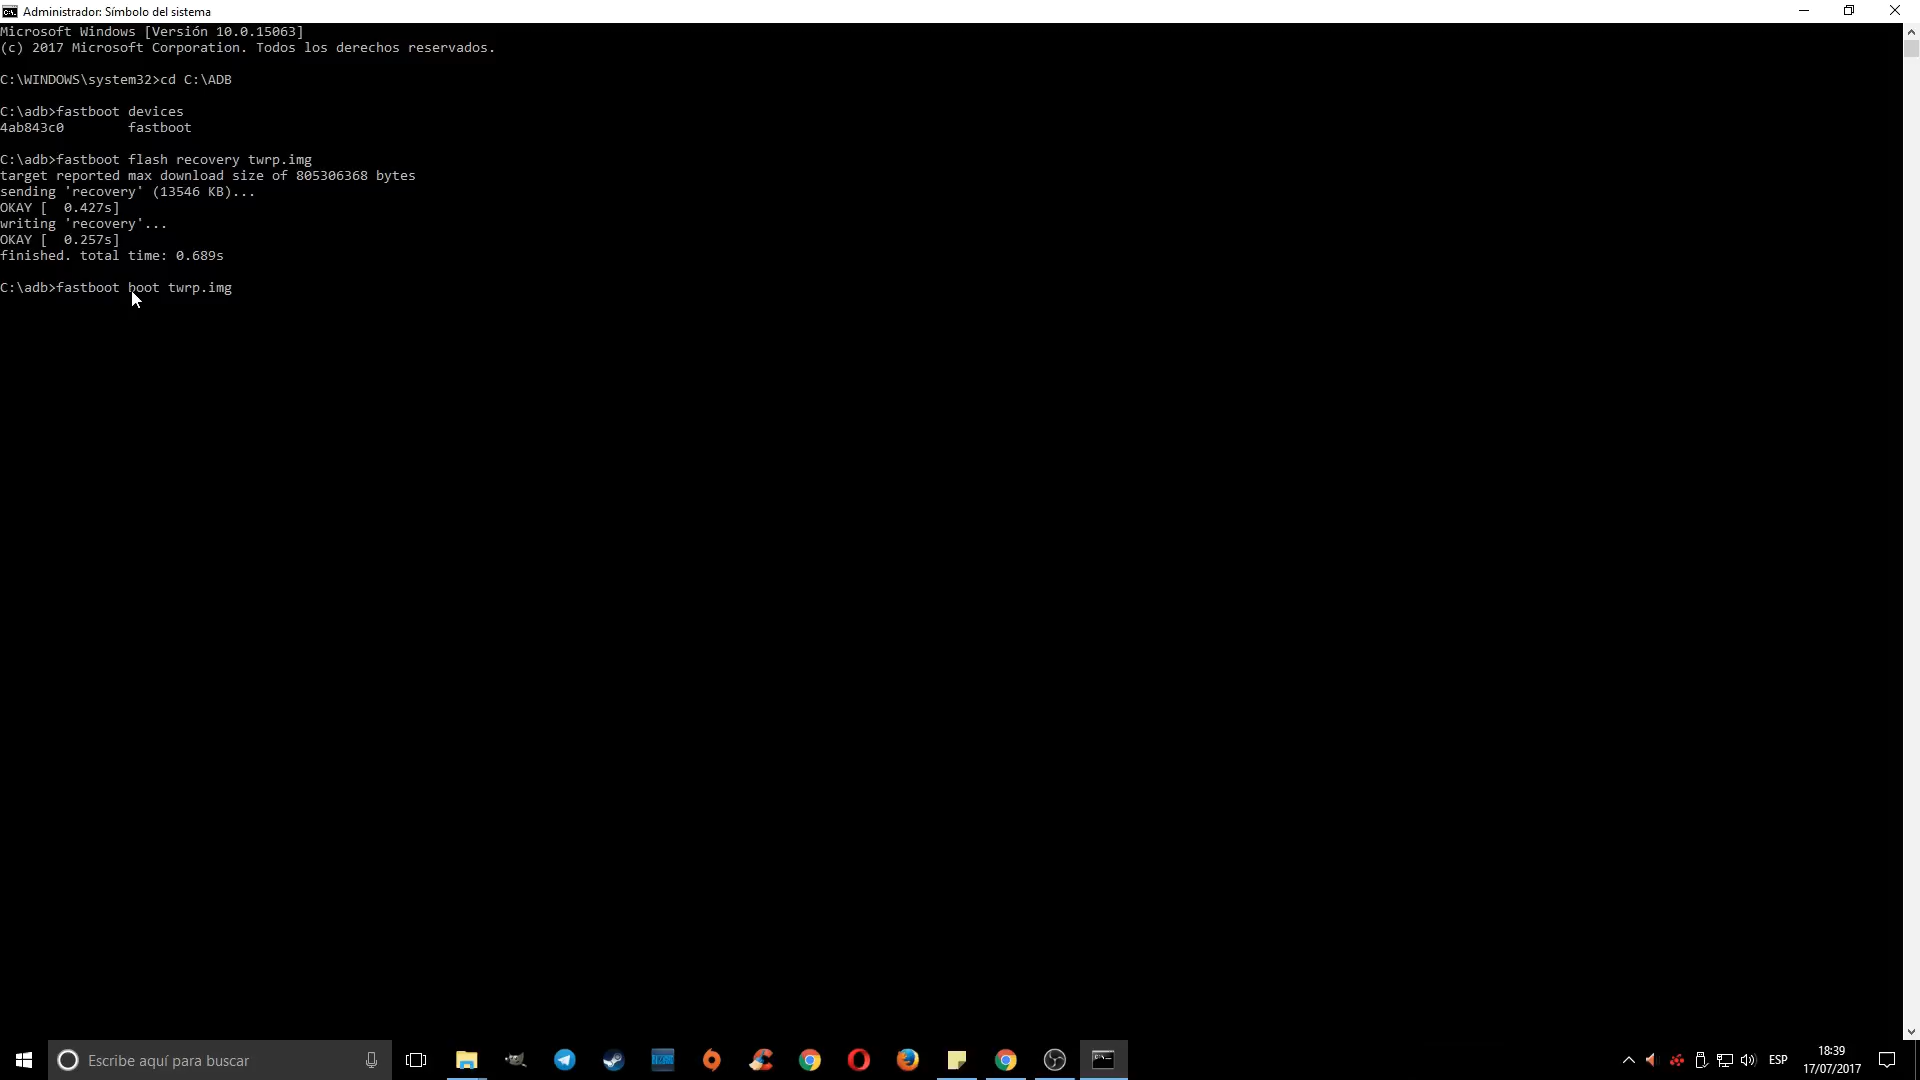 Administrador: Símbolo del sistema
Microsoft Windows [Versión 10.0.15063]
(c) 2017 Microsoft Corporation. Todos los derechos reservados.
C:\WINDOWS\system32>cd C:\ADB
C:\adb>fastboot devices
4ab843c0        fastboot
C:\adb>fastboot flash recovery twrp.img
target reported max download size of 805306368 bytes
sending 'recovery' (13546 KB)...
OKAY [  0.427s]
writing 'recovery'...
OKAY [  0.257s]
finished. total time: 0.689s
C:\adb>fastboot boot twrp.img
Escribe aquí para buscar
ESP
18:39
17/07/2017